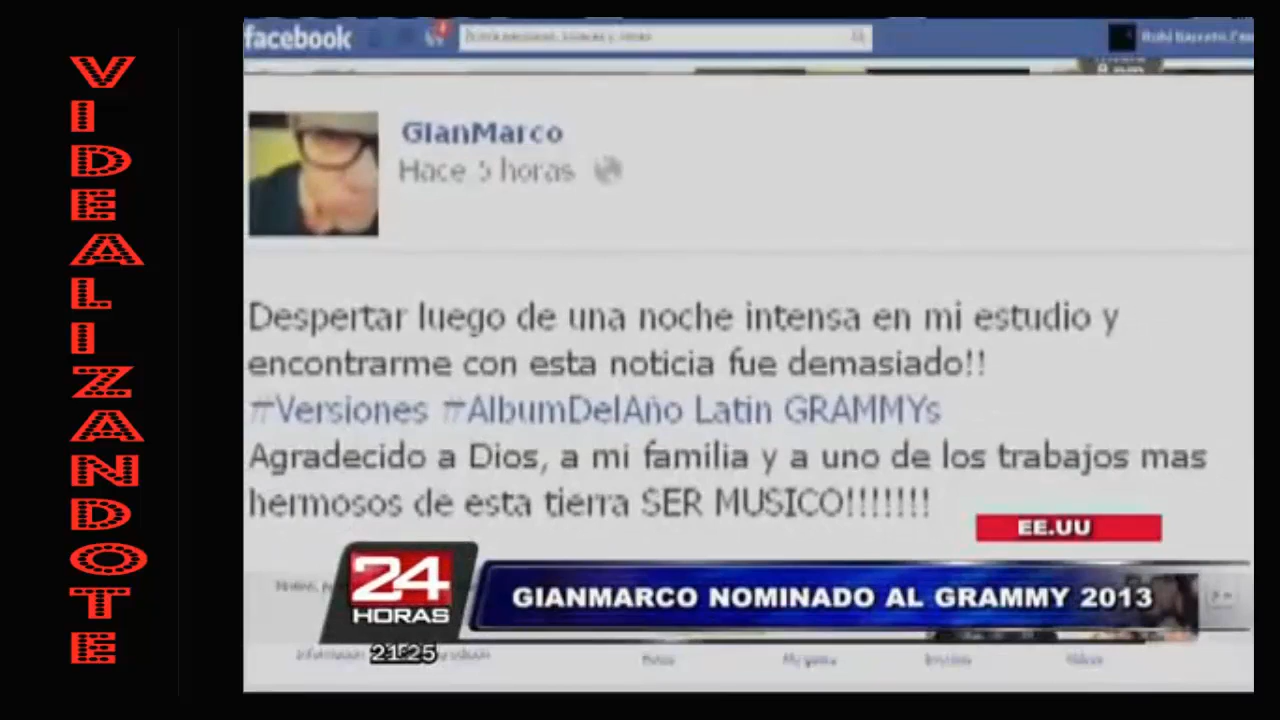 VIDEALIZANDOTE
facebook
GianMarco
Hace 5 horas
Despertar luego de una noche intensa en mi estudio y
encontrarme con esta noticia fue demasiado!!
#Versiones #AlbumDelAño Latin GRAMMYs
Agradecido a Dios, a mi familia y a uno de los trabajos mas
hermosos de esta tierra SER MUSICO!!!!!!!
EE.UU
24
HORAS
GIANMARCO NOMINADO AL GRAMMY 2013
21:25